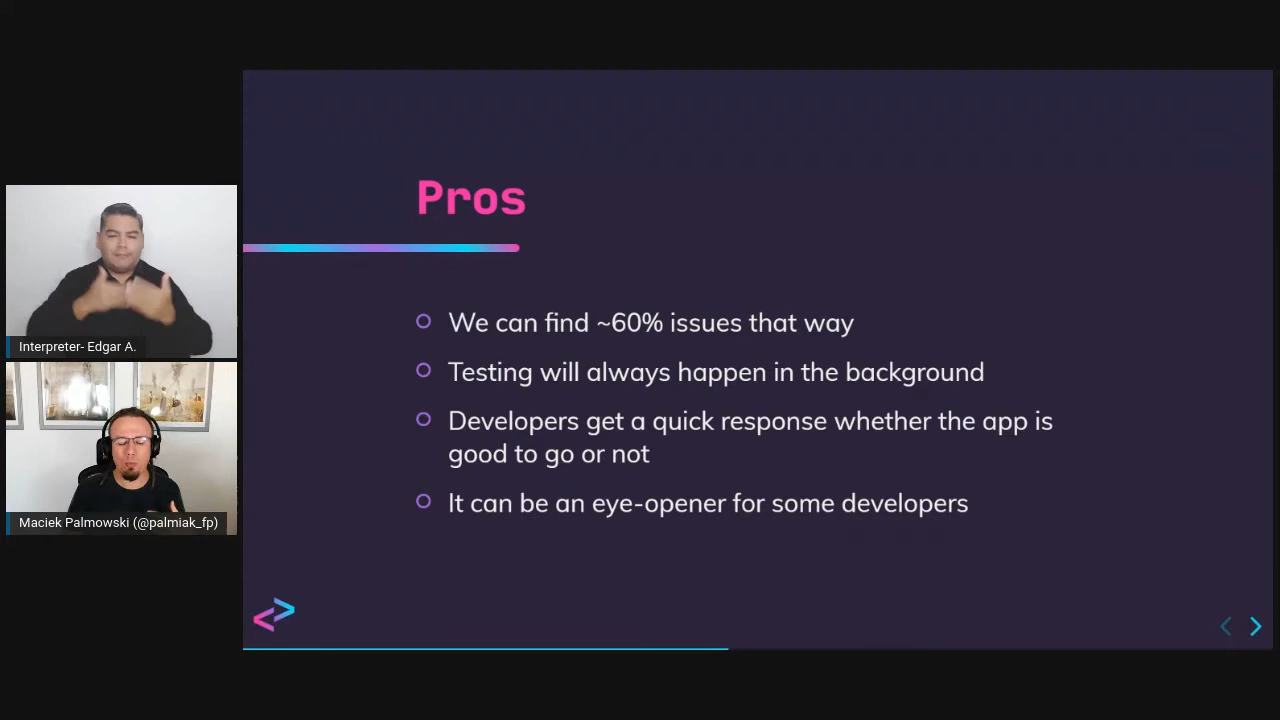 Pros
We can find ~60% issues that way
Testing will always happen in the background
Developers get a quick response whether the app is
good to go or not
It can be an eye-opener for some developers
Interpreter- Edgar A.
Maciek Palmowski (@palmiak_fp)